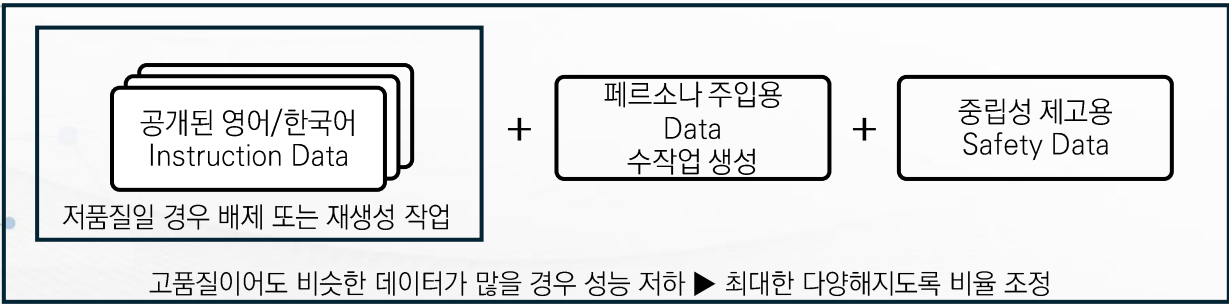 공개된 영어/한국어
Instruction Data
저품질일 경우 배제 또는 재생성 작업
+
페르소나 주입용
Data
수작업 생성
+
중립성 제고용
Safety Data
고품질이어도 비슷한 데이터가 많을 경우 성능 저하 ▶ 최대한 다양해지도록 비율 조정